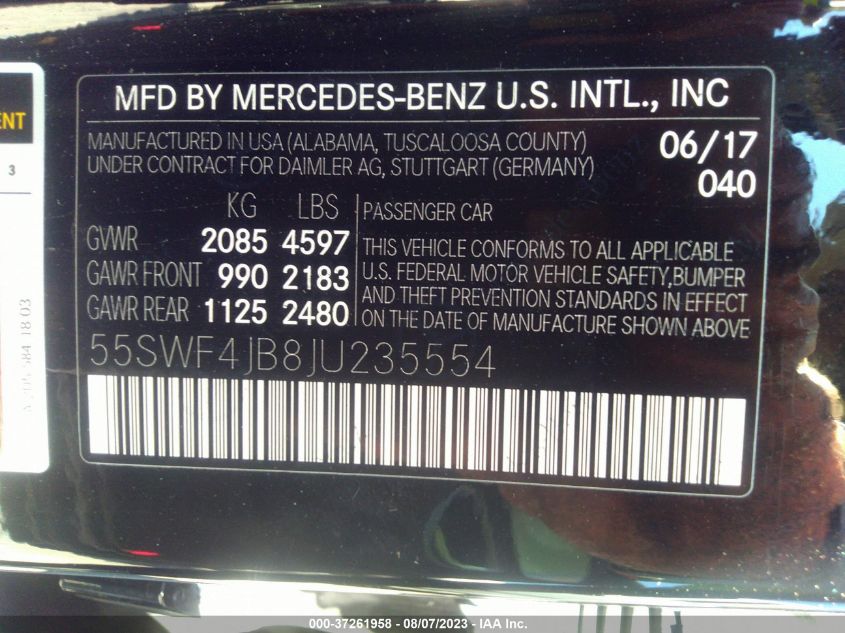 MFD BY MERCEDES-BENZ U.S. INTL., INC
MANUFACTURED IN USA (ALABAMA, TUSCALOOSA COUNTY)
UNDER CONTRACT FOR DAIMLER AG, STUTTGART (GERMANY)
06/17
040
KG LBS
GVWR 2085 4597
GAWR FRONT 990 2183
GAWR REAR 1125 2480
PASSENGER CAR
THIS VEHICLE CONFORMS TO ALL APPLICABLE
U.S. FEDERAL MOTOR VEHICLE SAFETY,BUMPER
AND THEFT PREVENTION STANDARDS IN EFFECT
ON THE DATE OF MANUFACTURE SHOWN ABOVE
55SWF4JB8JU235554
ENT
3
000-37261958 - 08/07/2023 - IAA Inc.